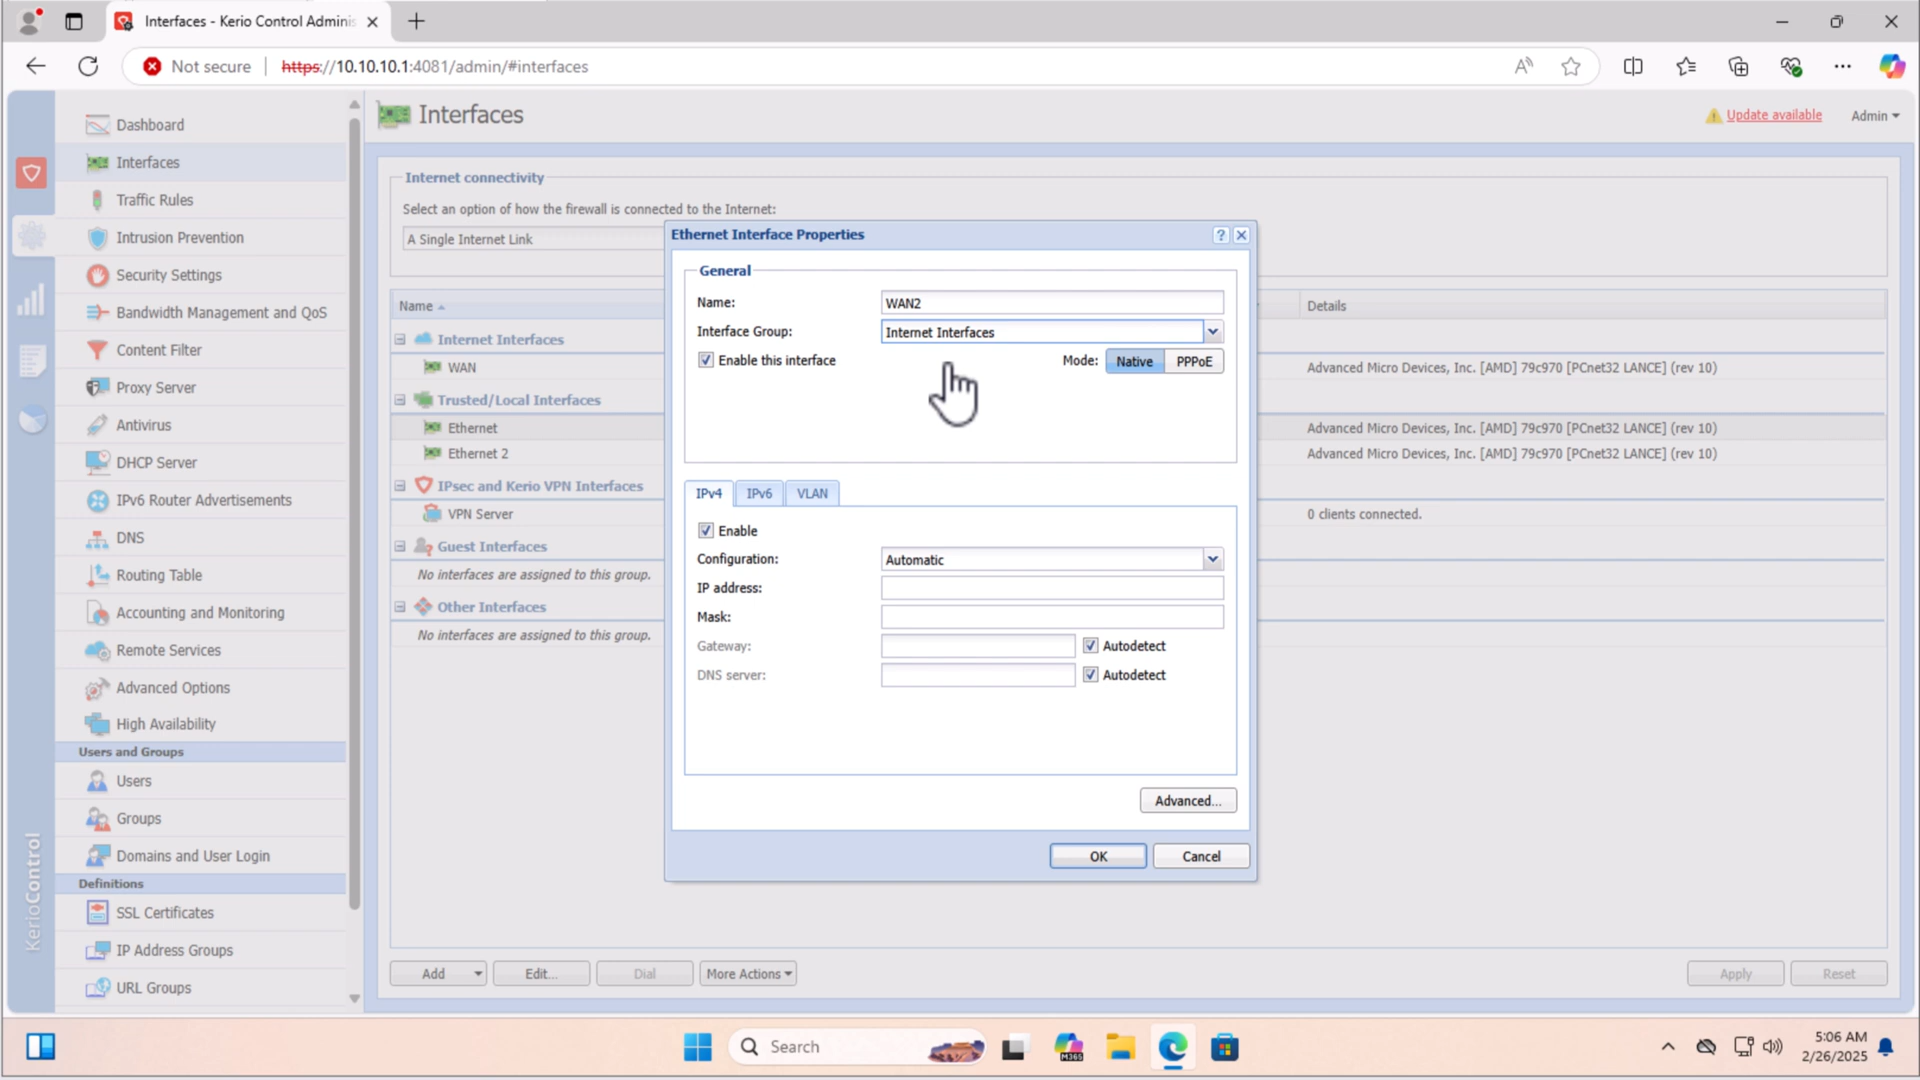 Interfaces - Kerio Control Adminis
Not secure
https://10.10.10.1:4081/admin/#interfaces
Dashboard
Interfaces
Traffic Rules
Intrusion Prevention
Security Settings
Bandwidth Management and QoS
Content Filter
Proxy Server
Antivirus
DHCP Server
IPv6 Router Advertisements
DNS
Routing Table
Accounting and Monitoring
Remote Services
Advanced Options
High Availability
Users and Groups
Users
Groups
Domains and User Login
Definitions
SSL Certificates
IP Address Groups
URL Groups
KerioControl
Interfaces
Update available
Admin
Internet connectivity
Select an option of how the firewall is connected to the Internet:
A Single Internet Link
Name
Details
Internet Interfaces
WAN
Advanced Micro Devices, Inc. [AMD] 79c970 [PCnet32 LANCE] (rev 10)
Trusted/Local Interfaces
Ethernet
Advanced Micro Devices, Inc. [AMD] 79c970 [PCnet32 LANCE] (rev 10)
Ethernet 2
Advanced Micro Devices, Inc. [AMD] 79c970 [PCnet32 LANCE] (rev 10)
IPsec and Kerio VPN Interfaces
VPN Server
0 clients connected.
Guest Interfaces
No interfaces are assigned to this group.
Other Interfaces
No interfaces are assigned to this group.
Ethernet Interface Properties
?
General
Name:
WAN2
Interface Group:
Internet Interfaces
Enable this interface
Mode:
Native
PPPoE
IPv4
IPv6
VLAN
Enable
Configuration:
Automatic
IP address:
Mask:
Gateway:
Autodetect
DNS server:
Autodetect
Advanced...
OK
Cancel
Add
Edit...
Dial
More Actions
Apply
Reset
Search
M365
5:06 AM
2/26/2025